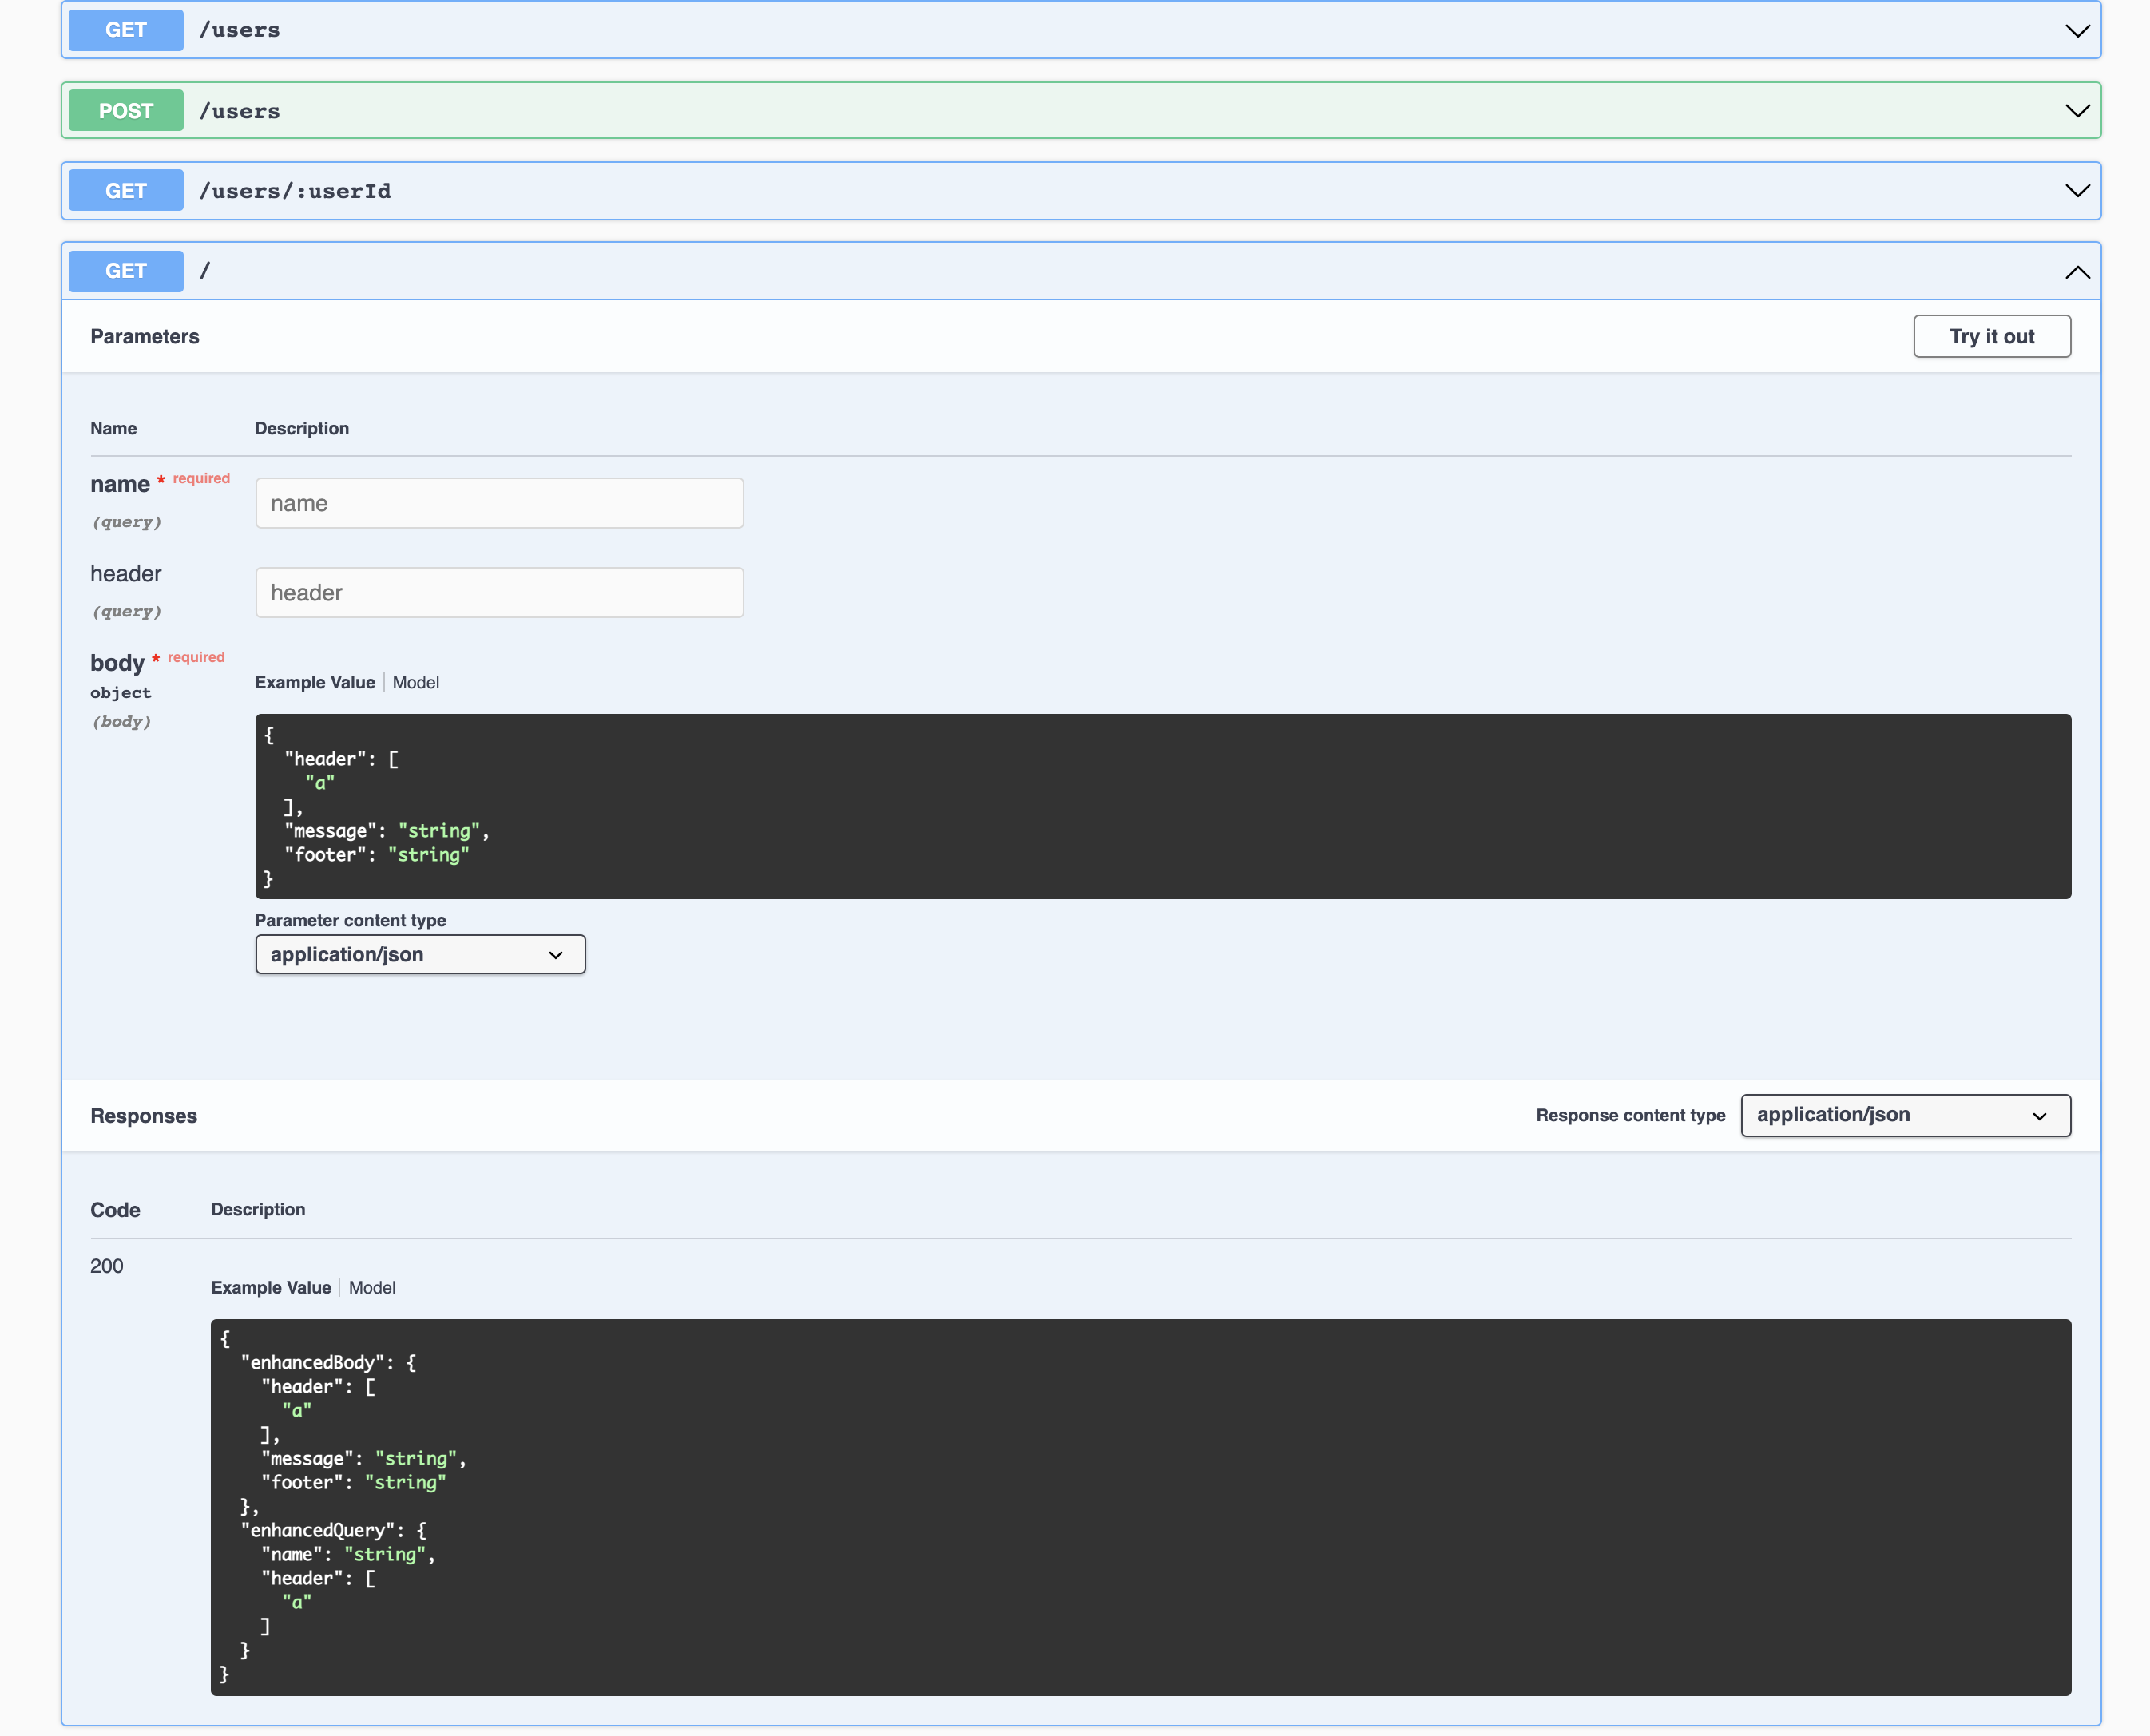 GET /users
POST /users
GET /users/:userId
GET /
Parameters
Try it out
Name Description
name * required
(query)
name
header
(query)
header
body * required
object
(body)
Example Value Model
{
  "header": [
    "a"
  ],
  "message": "string",
  "footer": "string"
}
Parameter content type
application/json
Responses
Response content type application/json
Code Description
200
Example Value Model
{
  "enhancedBody": {
    "header": [
      "a"
    ],
    "message": "string",
    "footer": "string"
  },
  "enhancedQuery": {
    "name": "string",
    "header": [
      "a"
    ]
  }
}